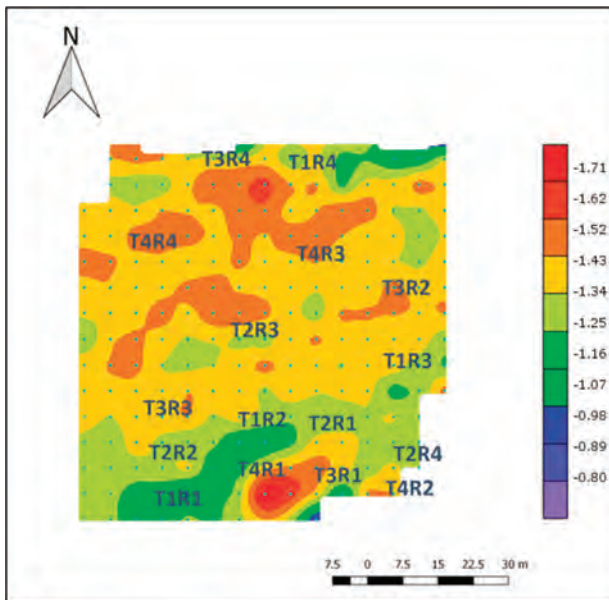 N
T3R4
T1R4
T4R4
T4R3
T3R2
T2R3
T1R3
T3R3
T1R2
T2R1
T2R2
T2R4
T4R1
T3R1
T4R2
T1R1
-1.71
-1.62
-1.52
-1.43
-1.34
-1.25
-1.16
-1.07
-0.98
-0.89
-0.80
7.5 0 7.5 15 22.5 30 m